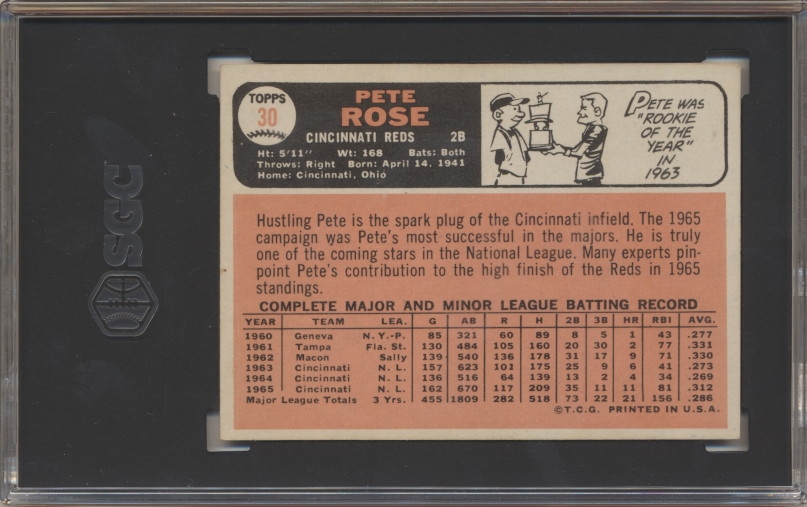 SGC
TOPPS
30
PETE
ROSE
CINCINNATI REDS 2B
Ht: 5'11" Wt: 168 Bats: Both
Throws: Right Born: April 14, 1941
Home: Cincinnati, Ohio
PETE WAS
"ROOKIE
OF THE
YEAR"
IN
1963
Hustling Pete is the spark plug of the Cincinnati infield. The 1965
campaign was Pete's most successful in the majors. He is truly
one of the coming stars in the National League. Many experts pin-
point Pete's contribution to the high finish of the Reds in 1965
standings.
COMPLETE MAJOR AND MINOR LEAGUE BATTING RECORD
YEAR TEAM LEA. G AB R H 2B 3B HR RBI AVG.
1960 Geneva N.Y.-P. 85 321 60 89 8 5 1 43 .277
1961 Tampa Fla. St. 130 484 105 160 20 30 2 77 .331
1962 Macon Sally 139 540 136 178 31 17 9 71 .330
1963 Cincinnati N. L. 157 623 101 175 25 9 6 41 .273
1964 Cincinnati N. L. 136 516 64 139 13 2 4 34 .269
1965 Cincinnati N. L. 162 670 117 209 35 11 11 81 .312
Major League Totals 3 Yrs. 455 1809 282 518 73 22 21 156 .286
©T.C.G. PRINTED IN U.S.A.